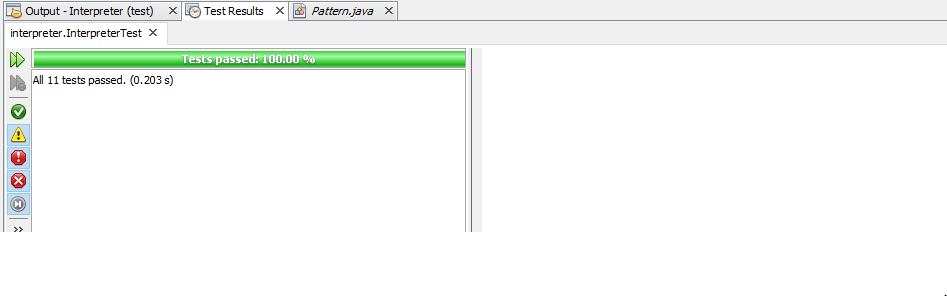 Output - Interpreter (test) Test Results Pattern.java
interpreter.InterpreterTest
Tests passed: 100.00 %
All 11 tests passed. (0.203 s)